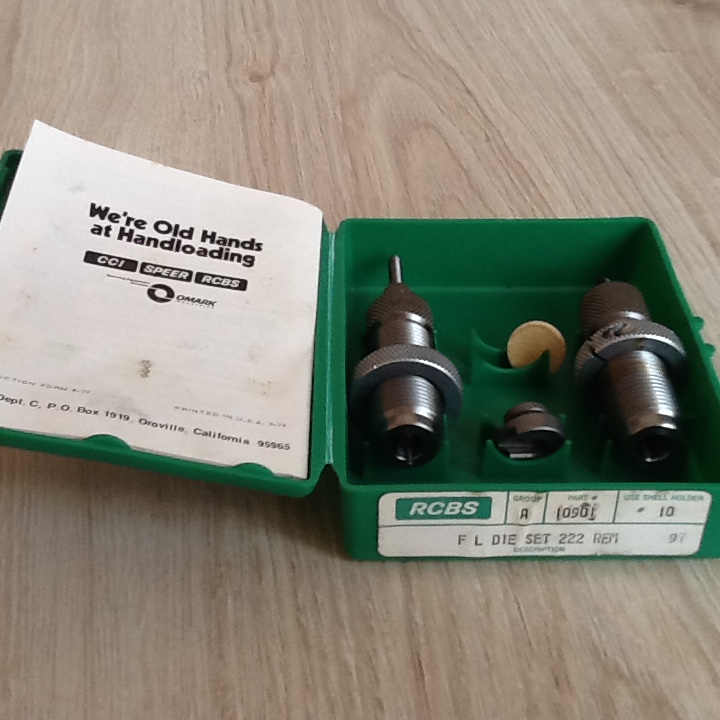 We're Old Hands
at Handloading
CCI SPEER RCBS
OMARK
PRINTED IN U.S.A.
Dept. C, P.O. Box 1919, Oroville, California 95965
RCBS
GROUP
A
PART #
10901
USE SHELL HOLDER
# 10
F L DIE SET 222 REM 97
DESCRIPTION